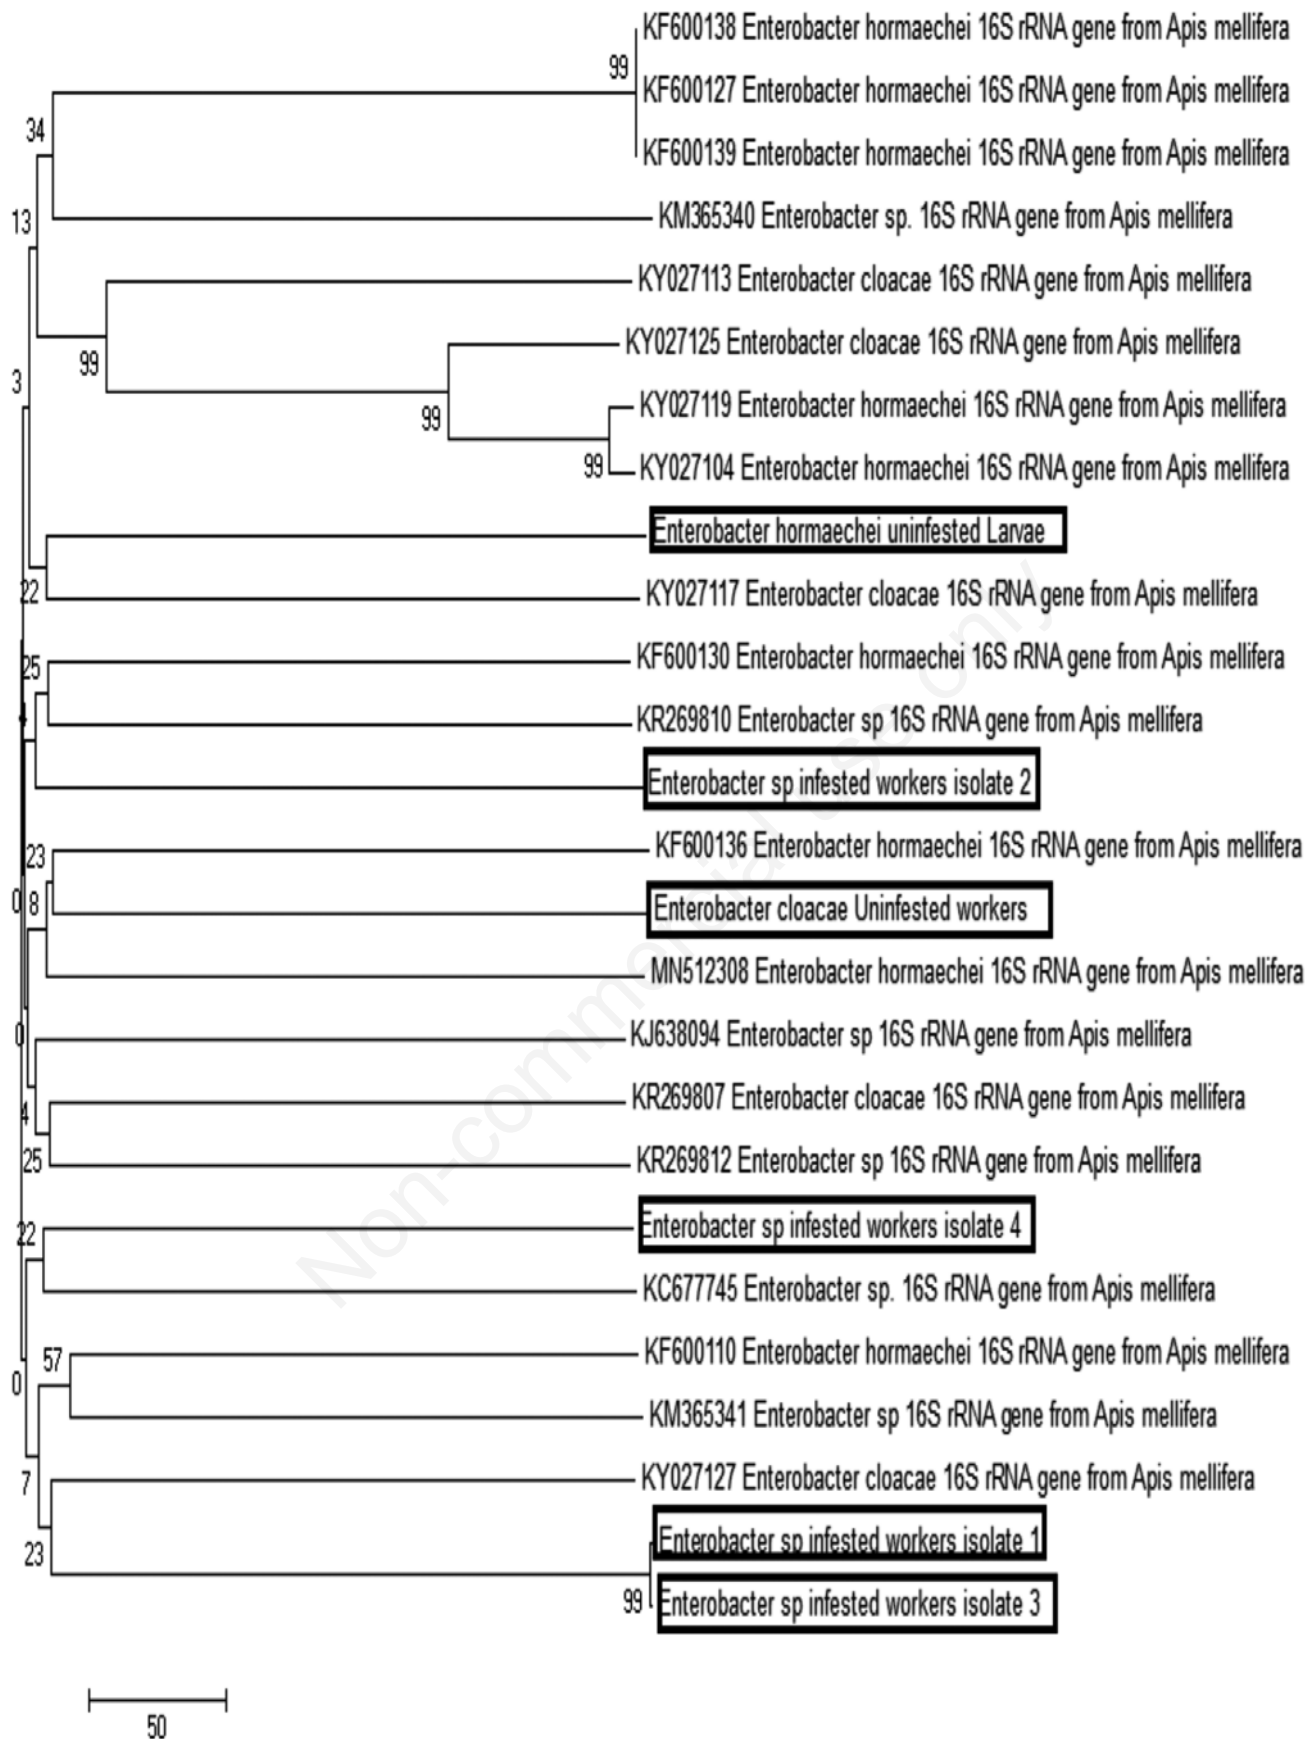 KF600138 Enterobacter hormaechei 16S rRNA gene from Apis mellifera
99
KF600127 Enterobacter hormaechei 16S rRNA gene from Apis mellifera
34
KF600139 Enterobacter hormaechei 16S rRNA gene from Apis mellifera
13
KM365340 Enterobacter sp. 16S rRNA gene from Apis mellifera
KY027113 Enterobacter cloacae 16S rRNA gene from Apis mellifera
KY027125 Enterobacter cloacae 16S rRNA gene from Apis mellifera
99
3
KY027119 Enterobacter hormaechei 16S rRNA gene from Apis mellifera
99
KY027104 Enterobacter hormaechei 16S rRNA gene from Apis mellifera
99
Enterobacter hormaechei uninfested Larvae
KY027117 Enterobacter cloacae 16S rRNA gene from Apis mellifera
22
KF600130 Enterobacter hormaechei 16S rRNA gene from Apis mellifera
25
KR269810 Enterobacter sp 16S rRNA gene from Apis mellifera
4
Enterobacter sp infested workers isolate 2
KF600136 Enterobacter hormaechei 16S rRNA gene from Apis mellifera
23
0 8
Enterobacter cloacae Uninfested workers
MN512308 Enterobacter hormaechei 16S rRNA gene from Apis mellifera
KJ638094 Enterobacter sp 16S rRNA gene from Apis mellifera
0
KR269807 Enterobacter cloacae 16S rRNA gene from Apis mellifera
4
KR269812 Enterobacter sp 16S rRNA gene from Apis mellifera
25
Enterobacter sp infested workers isolate 4
22
KC677745 Enterobacter sp. 16S rRNA gene from Apis mellifera
KF600110 Enterobacter hormaechei 16S rRNA gene from Apis mellifera
57
0
KM365341 Enterobacter sp 16S rRNA gene from Apis mellifera
KY027127 Enterobacter cloacae 16S rRNA gene from Apis mellifera
7
Enterobacter sp infested workers isolate 1
23
Enterobacter sp infested workers isolate 3
99
50
Non-commercial use only